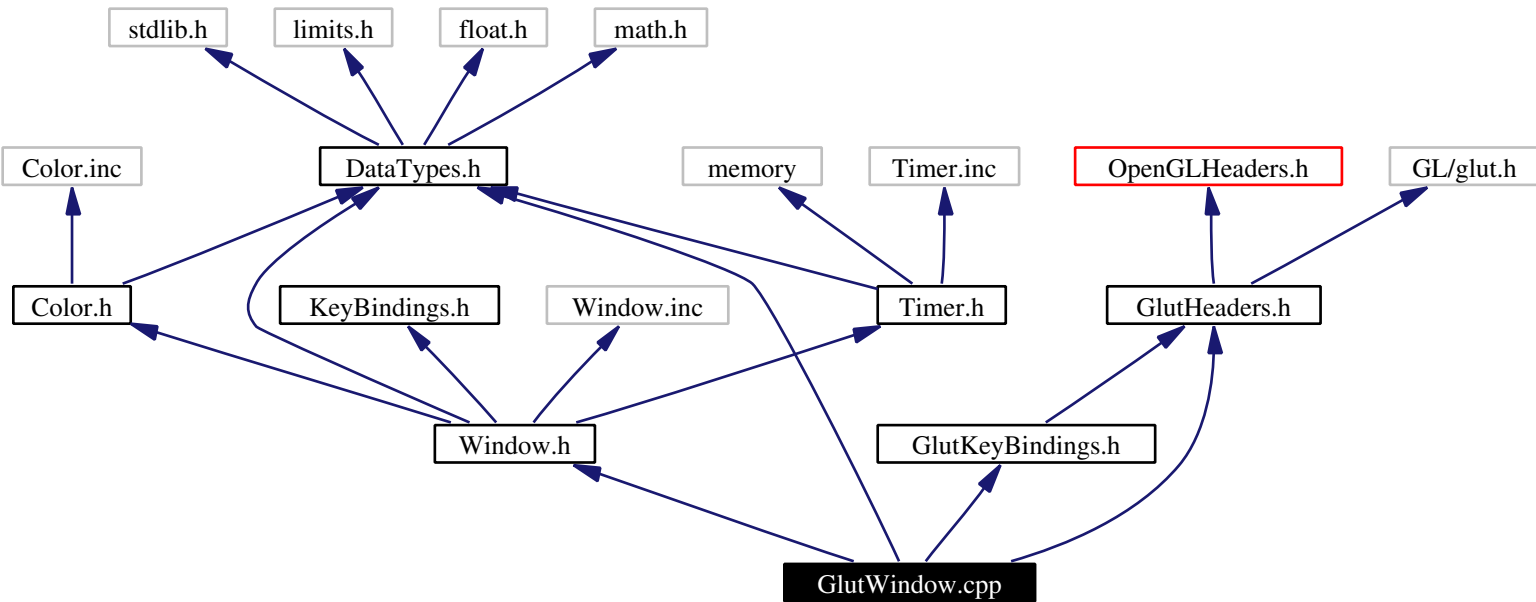 stdlib.h
limits.h
float.h
math.h
Color.inc
DataTypes.h
memory
Timer.inc
OpenGLHeaders.h
GL/glut.h
Color.h
KeyBindings.h
Window.inc
Timer.h
GlutHeaders.h
Window.h
GlutKeyBindings.h
GlutWindow.cpp